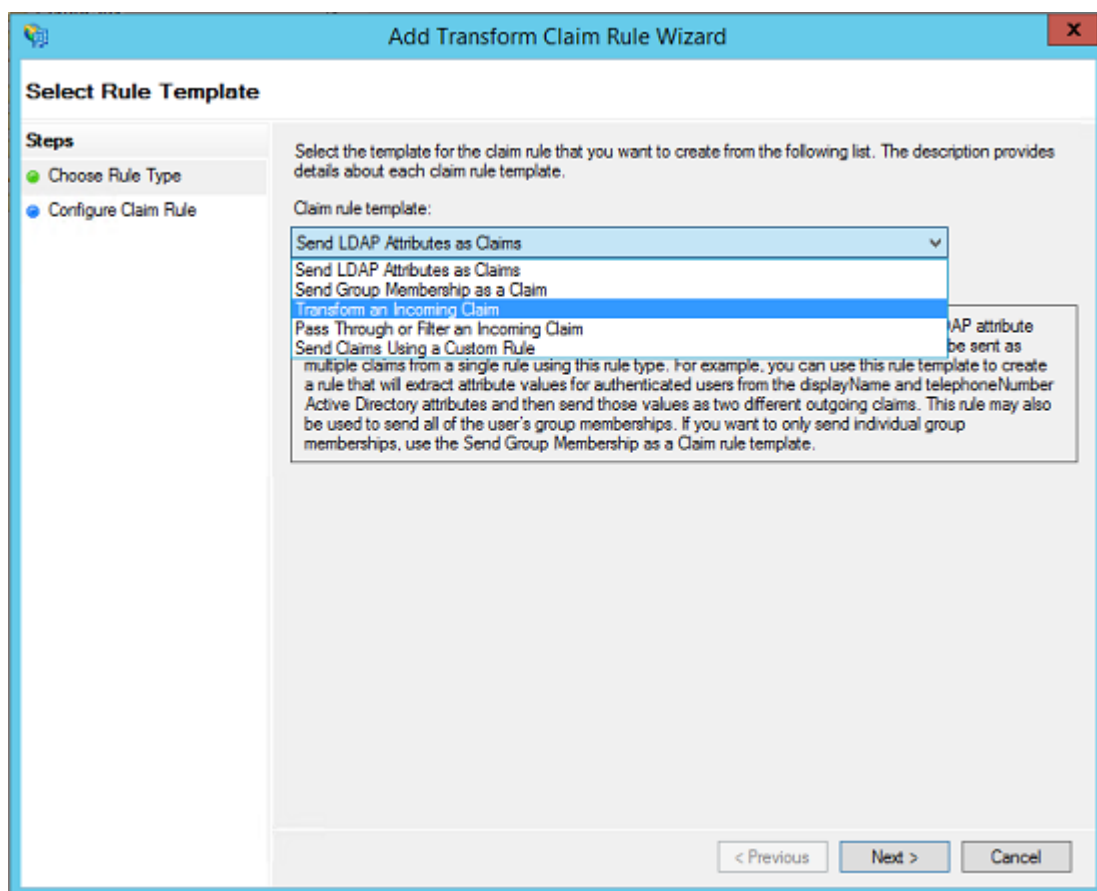 Add Transform Claim Rule Wizard
x
Select Rule Template
Steps
Choose Rule Type
Configure Claim Rule
Select the template for the claim rule that you want to create from the following list. The description provides
details about each claim rule template.
Claim rule template:
Send LDAP Attributes as Claims
Send LDAP Attributes as Claims
Send Group Membership as a Claim
Transform an Incoming Claim
Pass Through or Filter an Incoming Claim
Send Claims Using a Custom Rule
AP attribute
be sent as
multiple claims from a single rule using this rule type. For example, you can use this rule template to create
a rule that will extract attribute values for authenticated users from the displayName and telephoneNumber
Active Directory attributes and then send those values as two different outgoing claims. This rule may also
be used to send all of the user's group memberships. If you want to only send individual group
memberships, use the Send Group Membership as a Claim rule template.
< Previous
Next >
Cancel